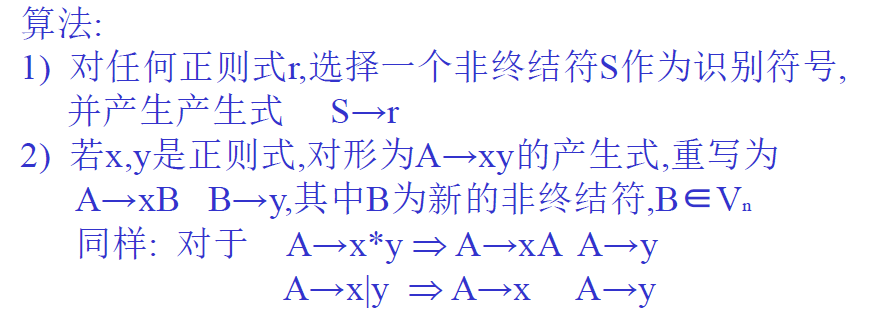 算法:
1) 对任何正则式r,选择一个非终结符S作为识别符号,
并产生产生式 S→r
2) 若x,y是正则式,对形为A→xy的产生式,重写为
A→xB B→y,其中B为新的非终结符,B∈Vₙ
同样: 对于 A→x*y ⇒ A→xA A→y
A→x|y ⇒ A→x A→y